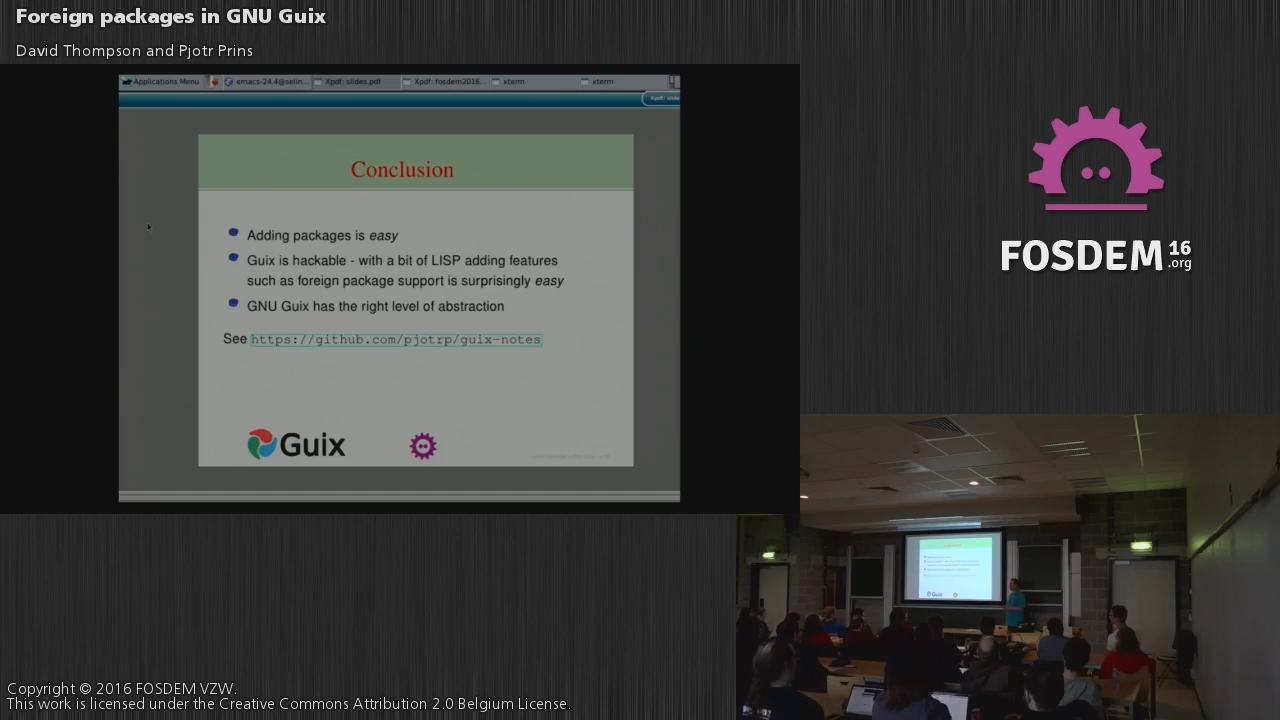 Foreign packages in GNU Guix
David Thompson and Pjotr Prins
Applications Menu
emacs-24.4@selin...
Xpdf: slides.pdf
Xpdf: fosdem2016...
xterm
xterm
Conclusion
Adding packages is easy
Guix is hackable - with a bit of LISP adding features
such as foreign package support is surprisingly easy
GNU Guix has the right level of abstraction
See https://github.com/pjotrp/guix-notes
Guix
FOSDEM 16
.org
Conclusion
Guix
Copyright © 2016 FOSDEM VZW.
This work is licensed under the Creative Commons Attribution 2.0 Belgium License.